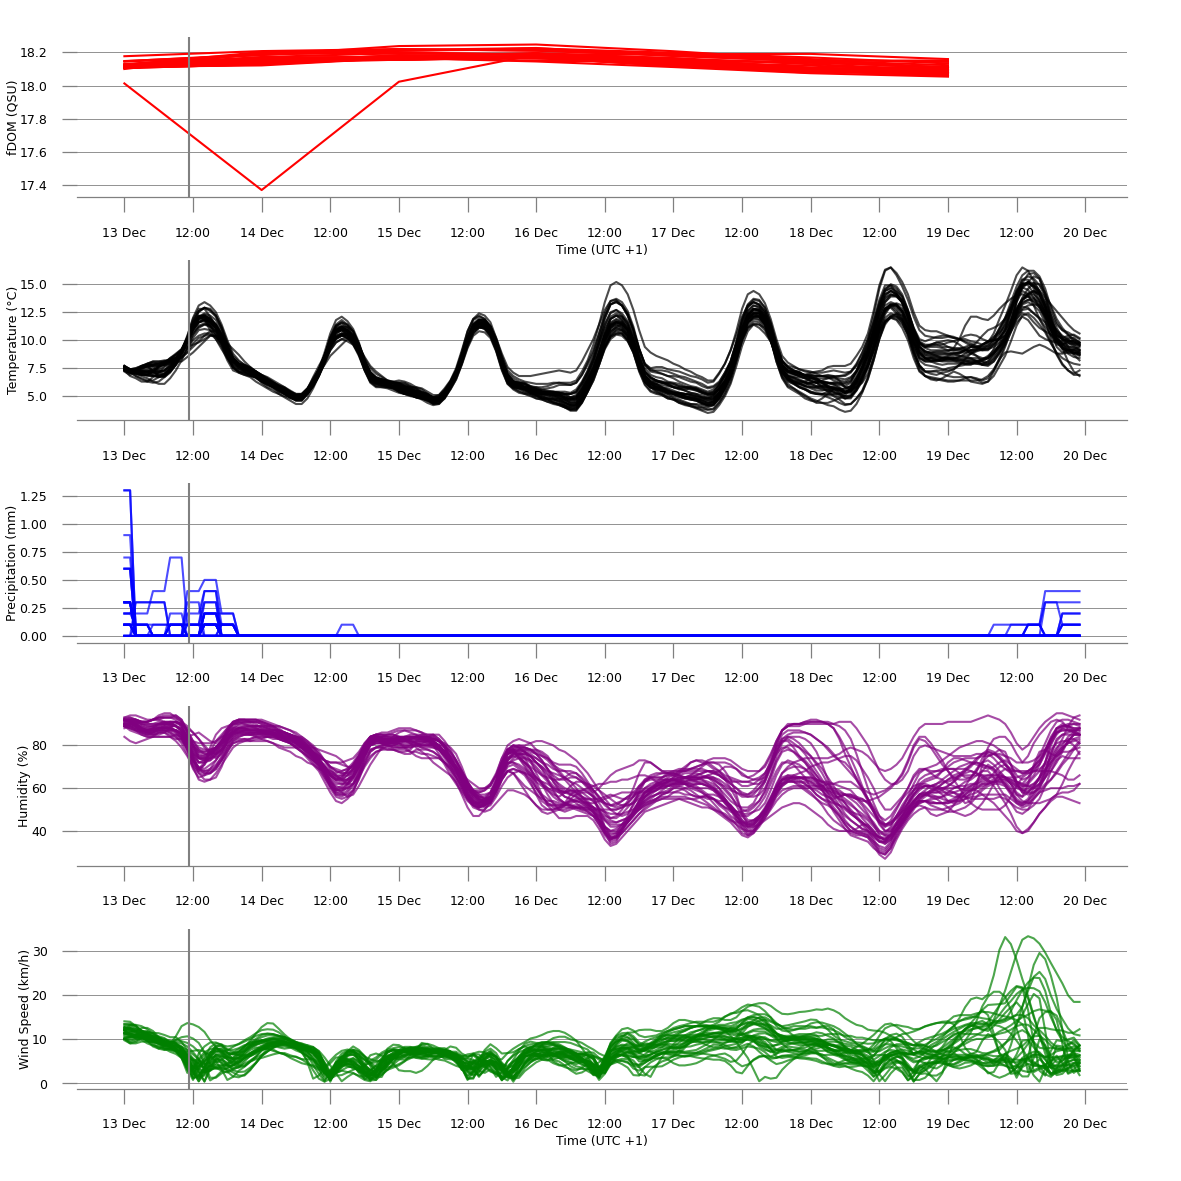 fDOM (QSU)
18.2
18.0
17.8
17.6
17.4
13 Dec 12:00 14 Dec 12:00 15 Dec 12:00 16 Dec 12:00 17 Dec 12:00 18 Dec 12:00 19 Dec 12:00 20 Dec
Time (UTC +1)
Temperature (°C)
15.0
12.5
10.0
7.5
5.0
13 Dec 12:00 14 Dec 12:00 15 Dec 12:00 16 Dec 12:00 17 Dec 12:00 18 Dec 12:00 19 Dec 12:00 20 Dec
Precipitation (mm)
1.25
1.00
0.75
0.50
0.25
0.00
13 Dec 12:00 14 Dec 12:00 15 Dec 12:00 16 Dec 12:00 17 Dec 12:00 18 Dec 12:00 19 Dec 12:00 20 Dec
Humidity (%)
80
60
40
13 Dec 12:00 14 Dec 12:00 15 Dec 12:00 16 Dec 12:00 17 Dec 12:00 18 Dec 12:00 19 Dec 12:00 20 Dec
Wind Speed (km/h)
30
20
10
0
13 Dec 12:00 14 Dec 12:00 15 Dec 12:00 16 Dec 12:00 17 Dec 12:00 18 Dec 12:00 19 Dec 12:00 20 Dec
Time (UTC +1)